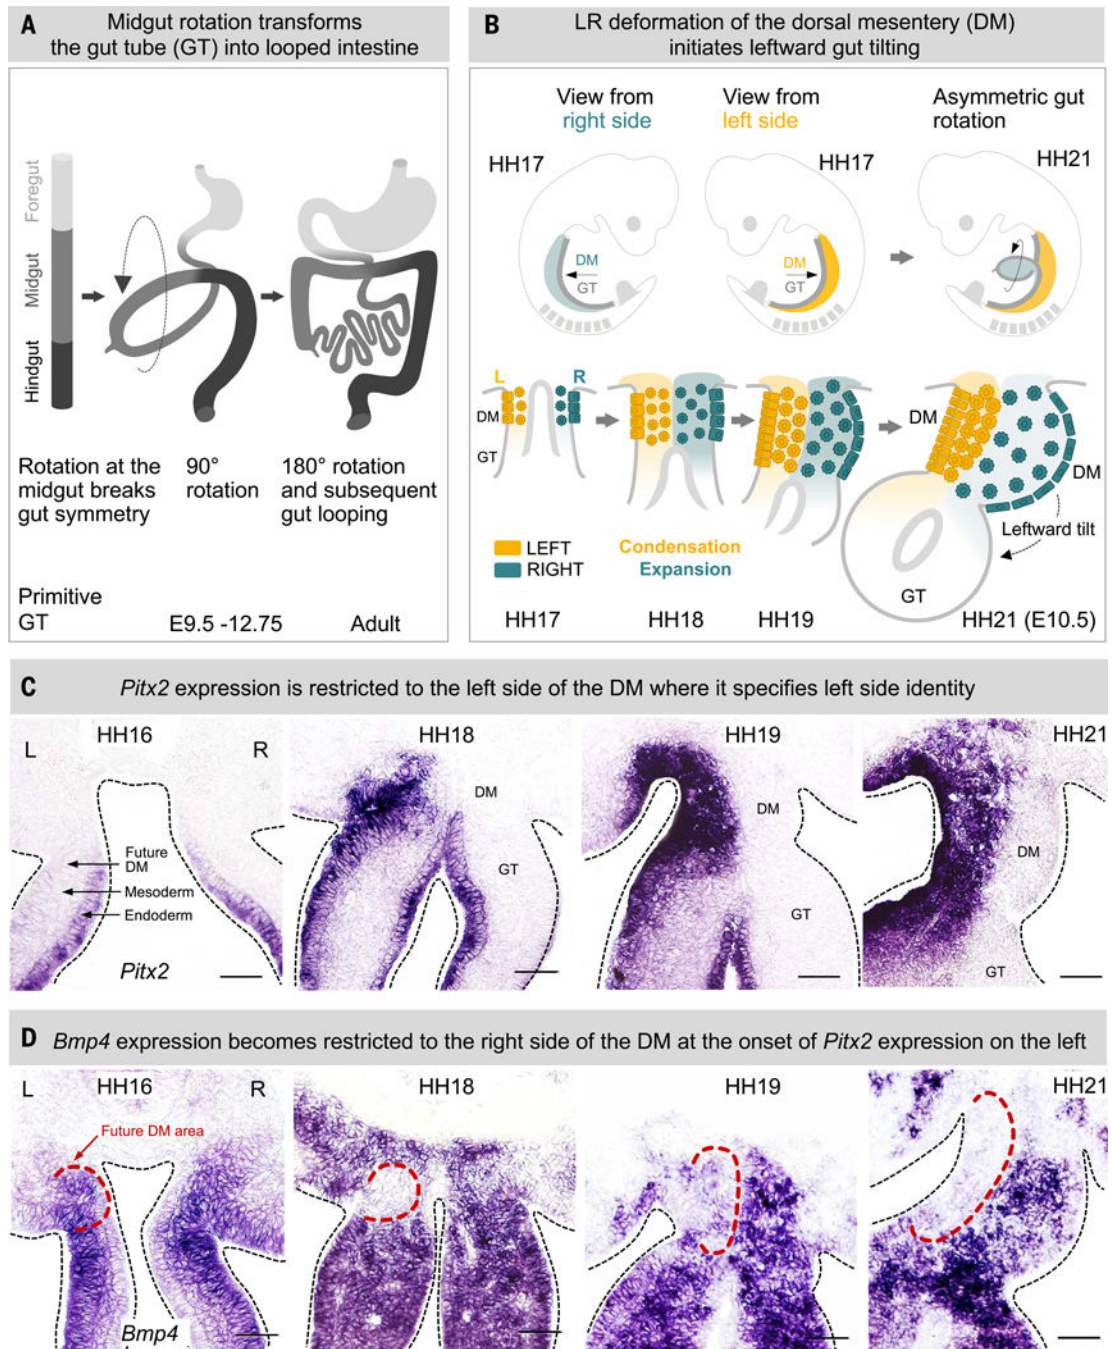 A
Midgut rotation transforms
the gut tube (GT) into looped intestine
Foregut
Midgut
Hindgut
Rotation at the
midgut breaks
gut symmetry
90°
rotation
180° rotation
and subsequent
gut looping
Primitive
GT
E9.5 -12.75
Adult
B
LR deformation of the dorsal mesentery (DM)
initiates leftward gut tilting
View from
right side
View from
left side
Asymmetric gut
rotation
HH17
HH17
HH21
DM
GT
DM
GT
L
R
DM
GT
DM
DM
Leftward tilt
GT
LEFT
RIGHT
Condensation
Expansion
HH17
HH18
HH19
HH21 (E10.5)
C
Pitx2 expression is restricted to the left side of the DM where it specifies left side identity
L
HH16
R
Future
DM
Mesoderm
Endoderm
Pitx2
HH18
DM
GT
HH19
DM
GT
HH21
DM
GT
D
Bmp4 expression becomes restricted to the right side of the DM at the onset of Pitx2 expression on the left
L
HH16
R
Future DM area
Bmp4
HH18
HH19
HH21